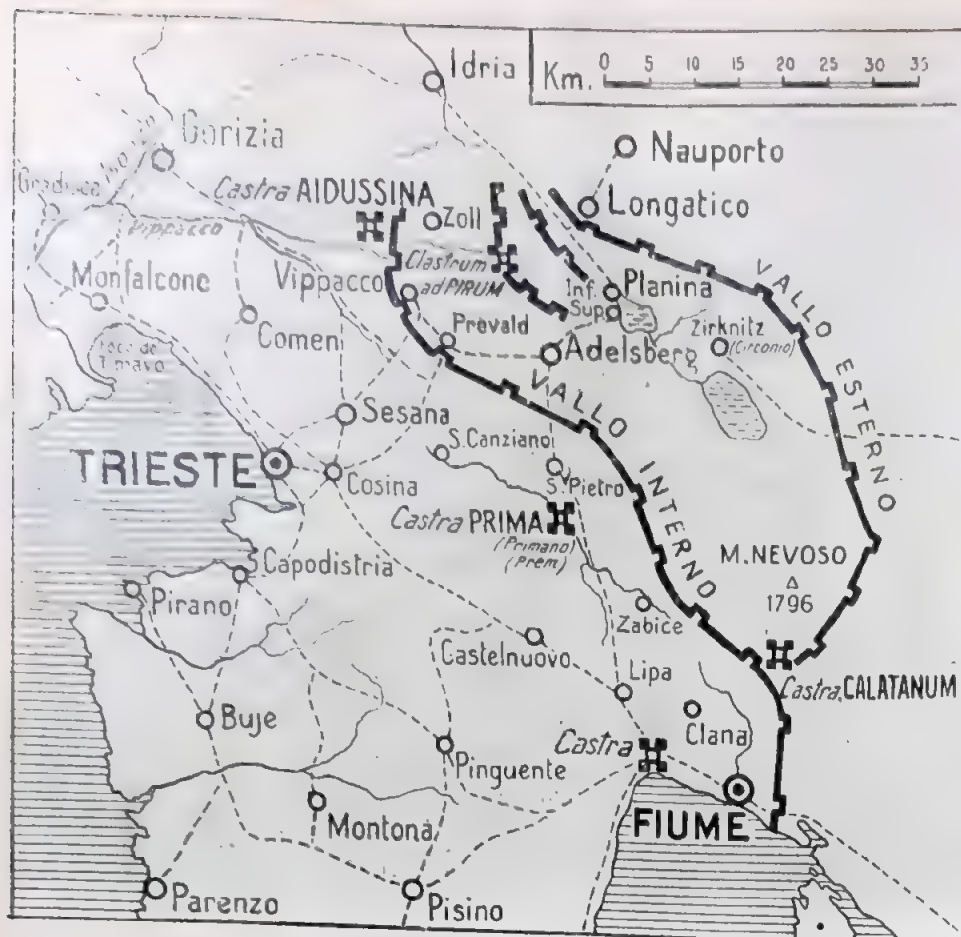 Idria
Km. 0 5 10 15 20 25 30 35
Gorizia
Nauporto
Castra AIDUSSINA
Longatico
Gradisca
Zoll
Vippacco
Monfalcone
Vippacco
Clastrum
ad PIRUM
Inf.
Sup.
Planina
VALLO ESTERNO
Comen
Prevald
Adelsberg
Zirknitz
(Circonio)
Foce del
Timavo
VALLO INTERNO
Sesana
S.Canziano
TRIESTE
Cosina
S.Pietro
Castra PRIMA
(Primano)
(Prem)
M. NEVOSO
1796
Capodistria
Pirano
Zabice
Castelnuovo
Lipa
Castra CALATANUM
Buje
Clana
Castra
Pinguente
FIUME
Montona
Parenzo
Pisino